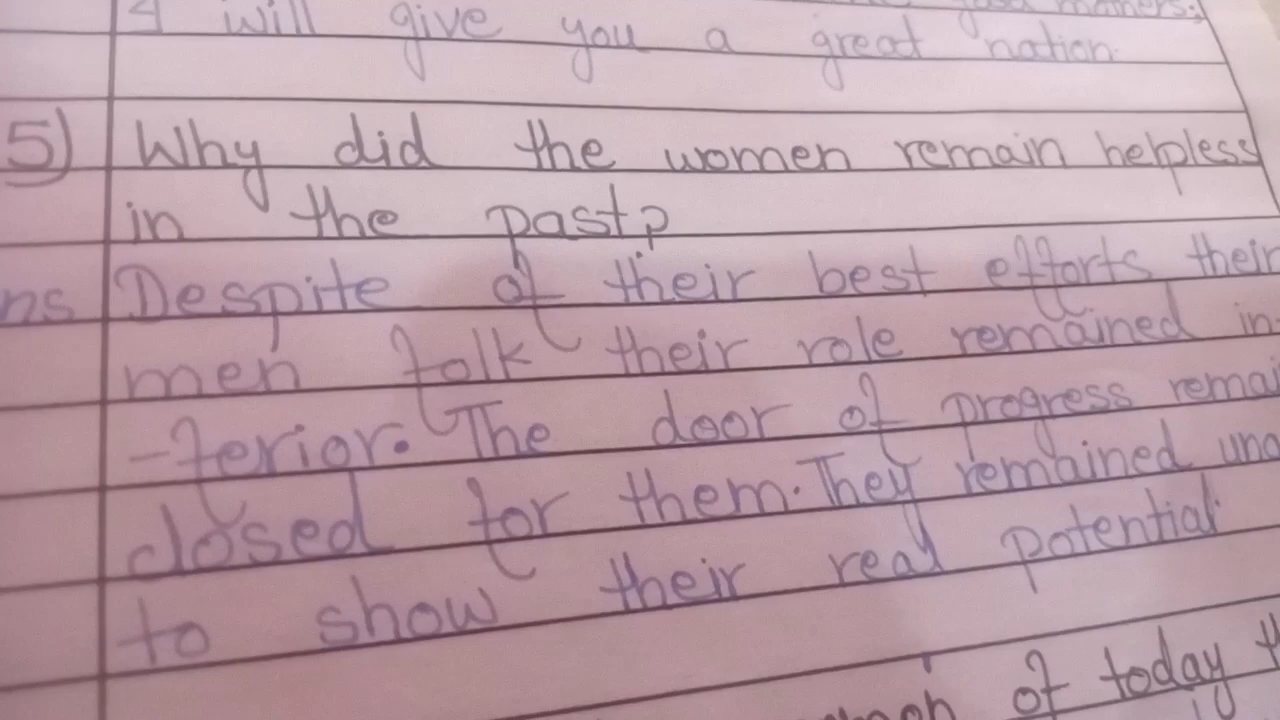 I will give you a great nation.
5) Why did the women remain helpless
in the past?
ns Despite of their best efforts their
men folk their role remained in
-ferior. The door of progress remai
closed for them. They remained una
to show their real potential.
of today